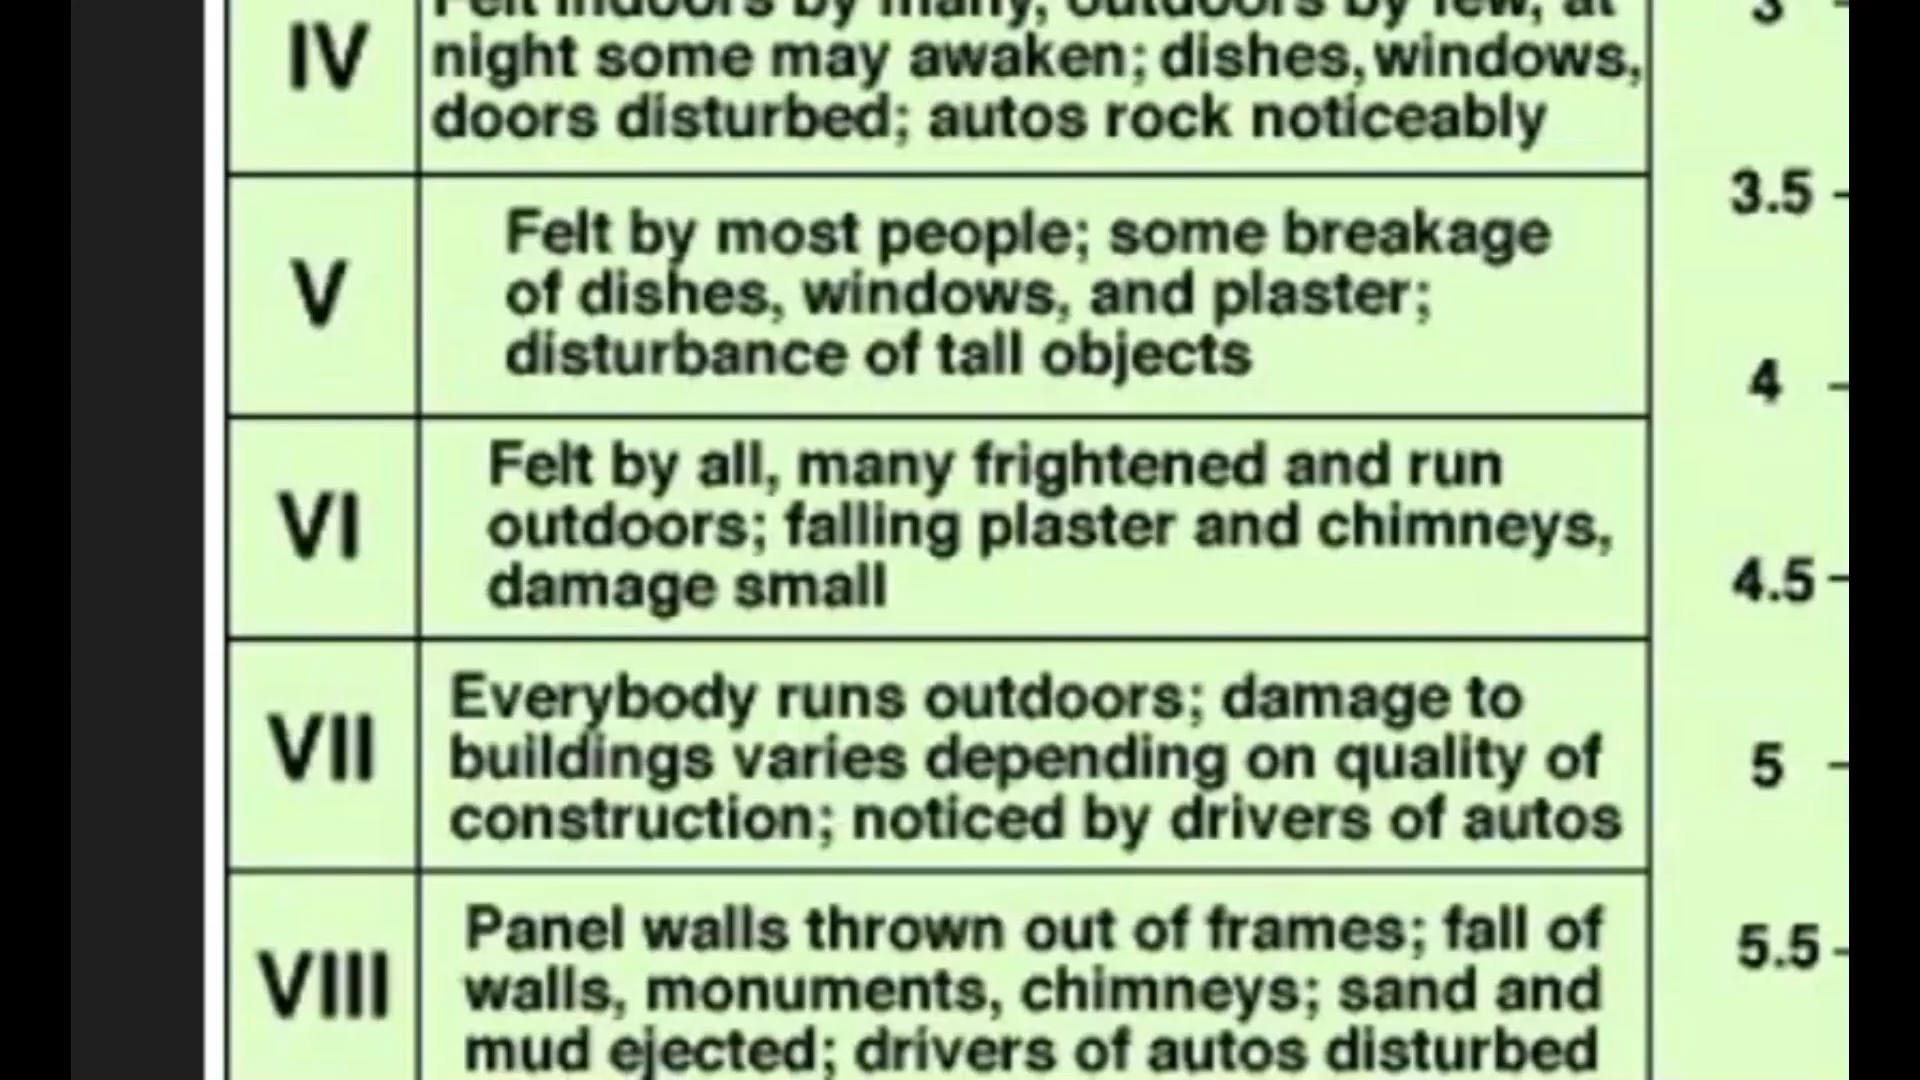 IV
Felt indoors by many, outdoors by few, at
night some may awaken; dishes, windows,
doors disturbed; autos rock noticeably
V
Felt by most people; some breakage
of dishes, windows, and plaster;
disturbance of tall objects
VI
Felt by all, many frightened and run
outdoors; falling plaster and chimneys,
damage small
VII
Everybody runs outdoors; damage to
buildings varies depending on quality of
construction; noticed by drivers of autos
VIII
Panel walls thrown out of frames; fall of
walls, monuments, chimneys; sand and
mud ejected; drivers of autos disturbed
3
3.5
4
4.5
5
5.5